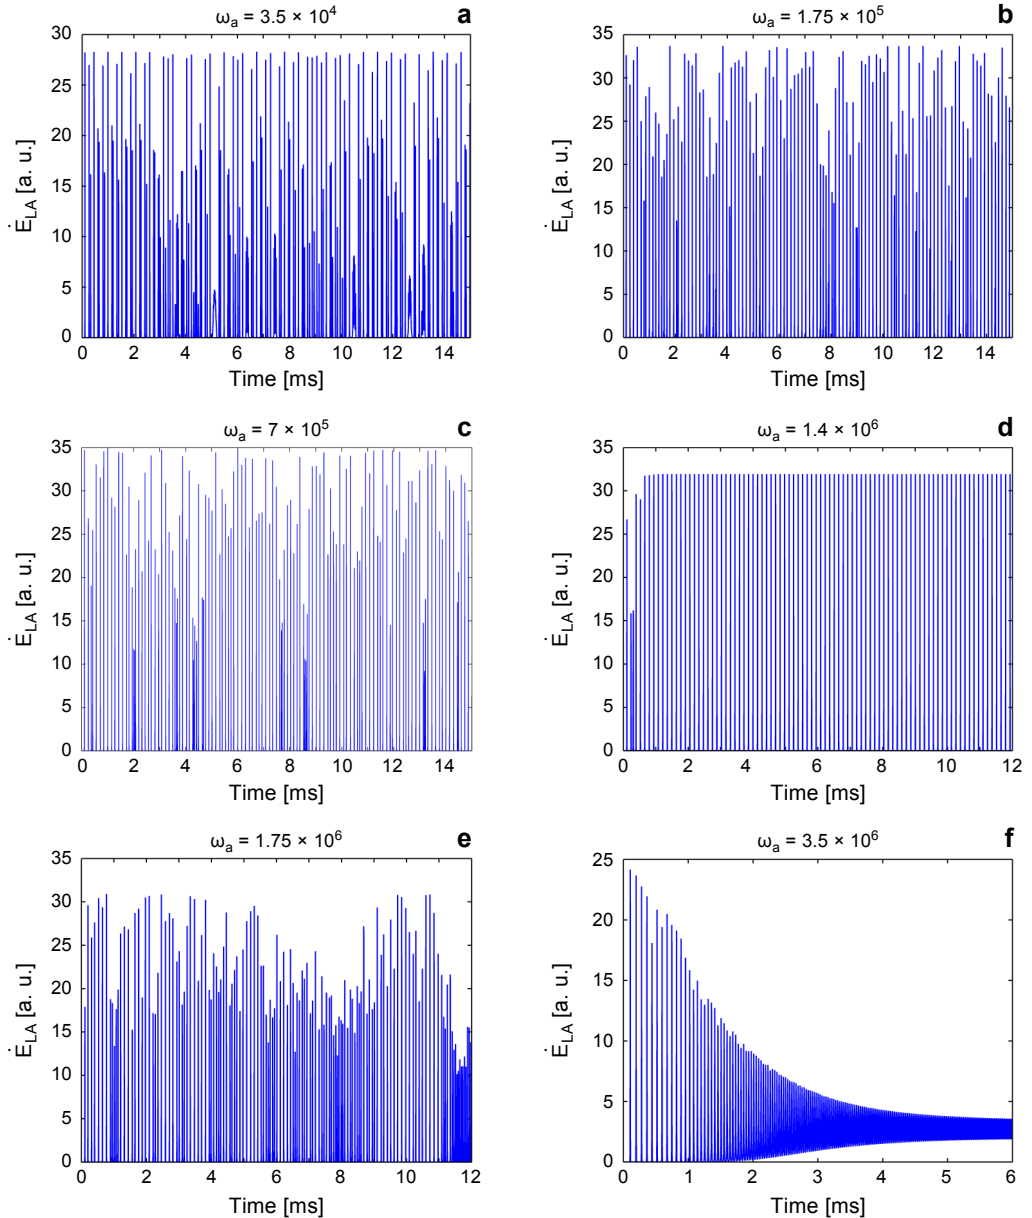 ωa = 3.5 × 10^4
a
30
25
20
15
10
5
0
ĖLA [a. u.]
0 2 4 6 8 10 12 14
Time [ms]
ωa = 1.75 × 10^5
b
35
30
25
20
15
10
5
0
ĖLA [a. u.]
0 2 4 6 8 10 12 14
Time [ms]
ωa = 7 × 10^5
c
35
30
25
20
15
10
5
0
ĖLA [a. u.]
0 2 4 6 8 10 12 14
Time [ms]
ωa = 1.4 × 10^6
d
35
30
25
20
15
10
5
0
ĖLA [a. u.]
0 2 4 6 8 10 12
Time [ms]
ωa = 1.75 × 10^6
e
35
30
25
20
15
10
5
0
ĖLA [a. u.]
0 2 4 6 8 10 12
Time [ms]
ωa = 3.5 × 10^6
f
25
20
15
10
5
0
ĖLA [a. u.]
0 1 2 3 4 5 6
Time [ms]